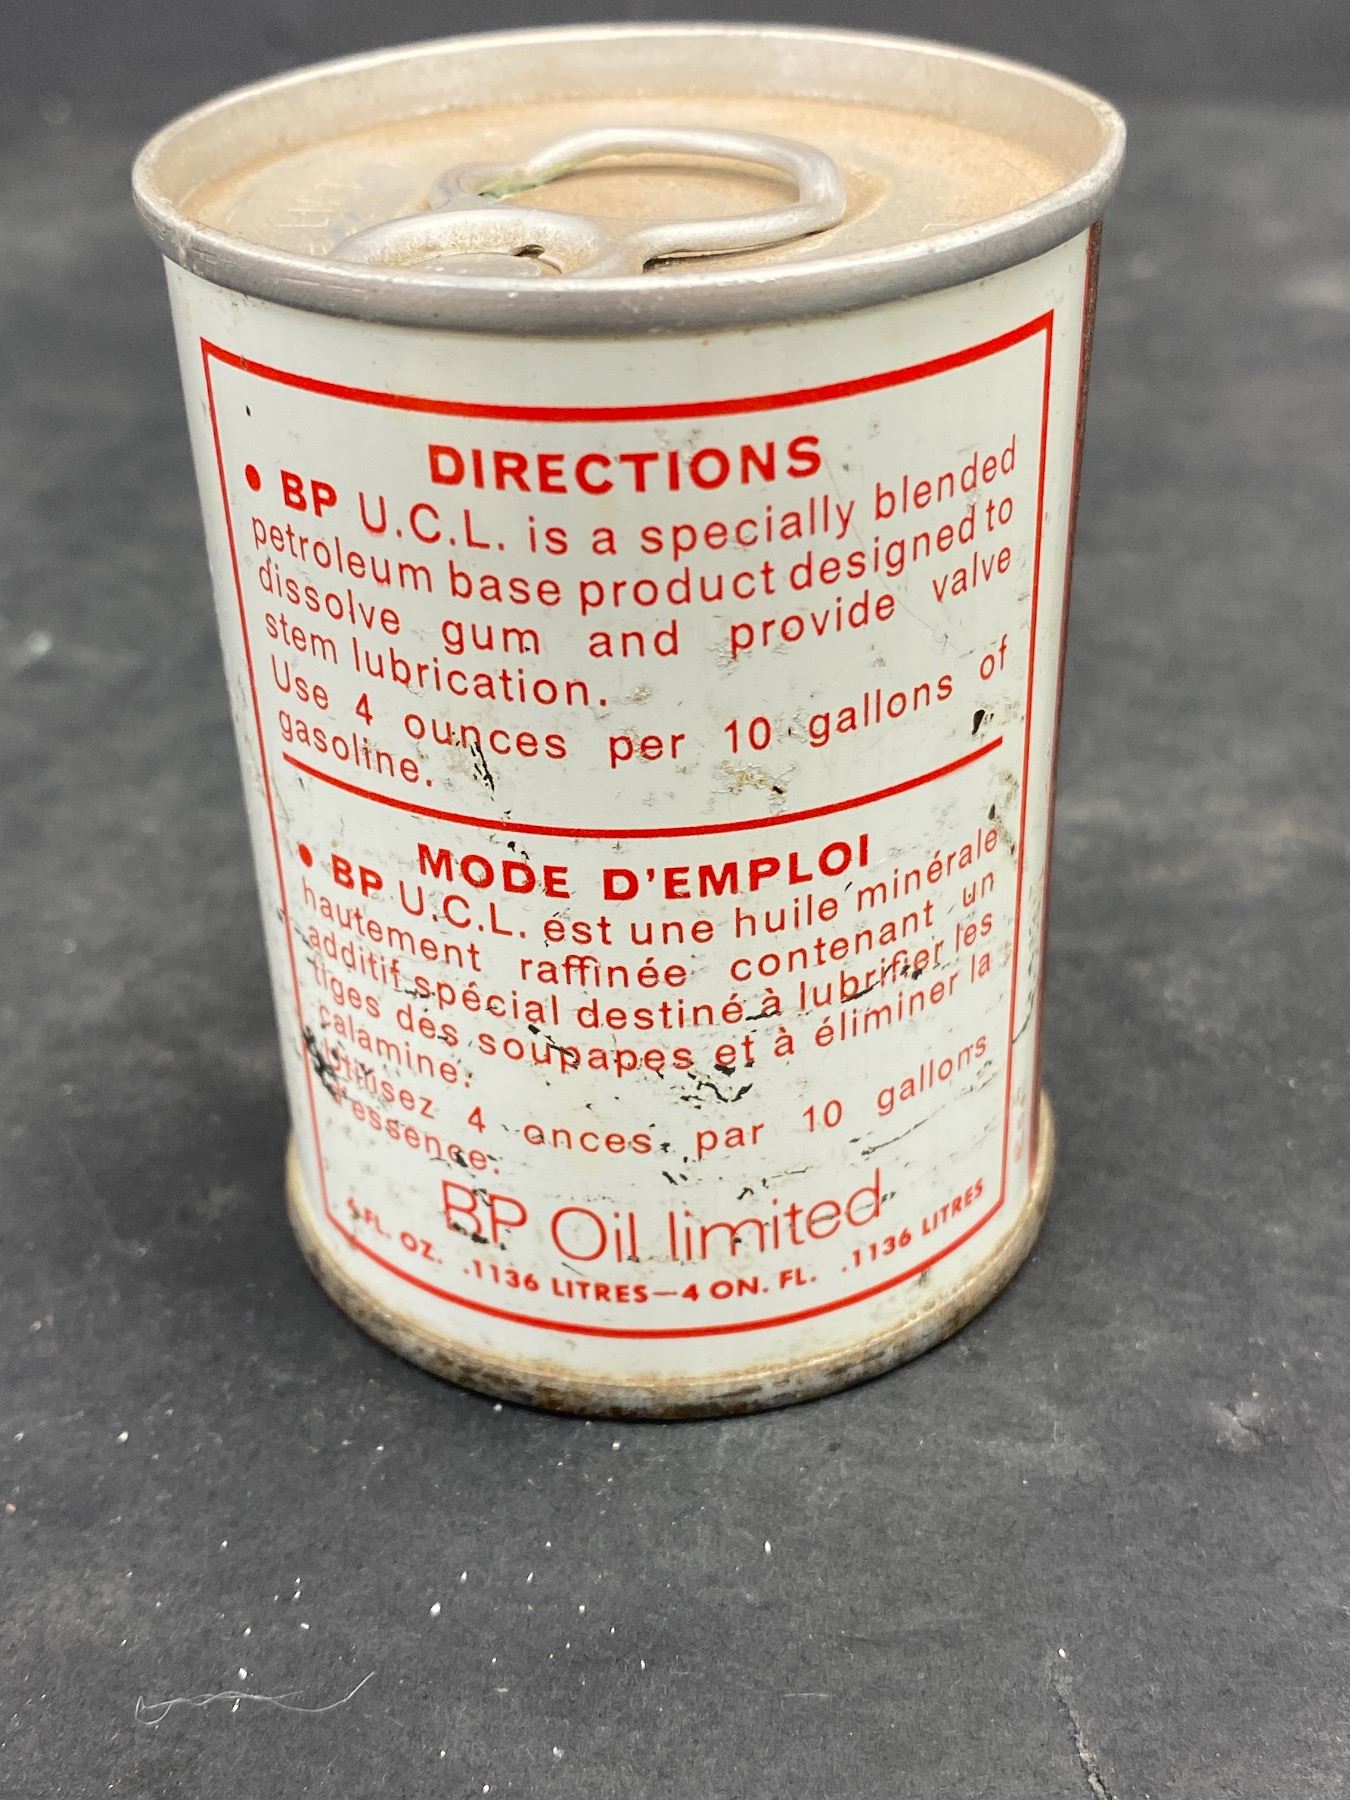 DIRECTIONS
• BP U.C.L. is a specially blended
petroleum base product designed to
dissolve gum and provide valve
stem lubrication.
Use 4 ounces per 10 gallons of
gasoline.
MODE D'EMPLOI
• BP U.C.L. est une huile minérale
hautement raffinée contenant un
additif spécial destiné à lubrifier les
tiges des soupapes et à éliminer la
calamine.
Utilisez 4 onces par 10 gallons
d'essence.
BP Oil limited
FL. OZ. .1136 LITRES—4 ON. FL. .1136 LITRES